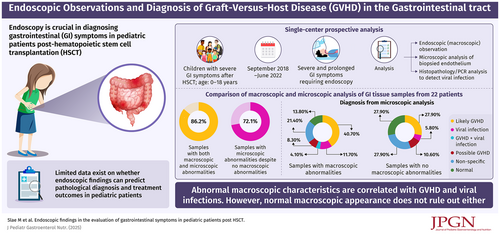 Endoscopic Observations and Diagnosis of Graft-Versus-Host Disease (GVHD) in the Gastrointestinal tract
Endoscopy is crucial in diagnosing
gastrointestinal (GI) symptoms in
pediatric patients
post-hematopoietic stem cell
transplantation (HSCT)
Limited data exist on whether
endoscopic findings can predict
pathological diagnosis and treatment
outcomes in pediatric patients
Single-center prospective analysis
Children with severe
GI symptoms after
HSCT; age: 0–18
years
September 2018
–June 2022
Severe and prolonged
GI symptoms
requiring endoscopy
Analysis
Endoscopic (macroscopic)
observation
Microscopic analysis of
biopsied endothelium
Histopathology/PCR analysis
to detect viral infection
Comparison of macroscopic and microscopic analysis of GI tissue samples from 22 patients
86.2%
Samples
with both
macroscopic
and microscopic
abnormalities
72.1%
Samples with
microscopic
abnormalities
despite no
macroscopic
abnormalities
Diagnosis from microscopic analysis
13.80%
21.40%
8.30%
4.10%
11.70%
40.70%
Samples with macroscopic
abnormalities
27.90%
27.90%
5.80%
10.60%
27.90%
Samples with no macroscopic
abnormalities
Likely GVHD
Viral infection
GVHD + viral
infection
Possible GVHD
Non-specific
Normal
Abnormal macroscopic characteristics are correlated with GVHD and viral
infections. However, normal macroscopic appearance does not rule out either
Slae M et al. Endoscopic findings in the evaluation of gastrointestinal symptoms in pediatric patients post HSCT.
J Pediatr Gastroenterol Nutr. (2025)
JPGN